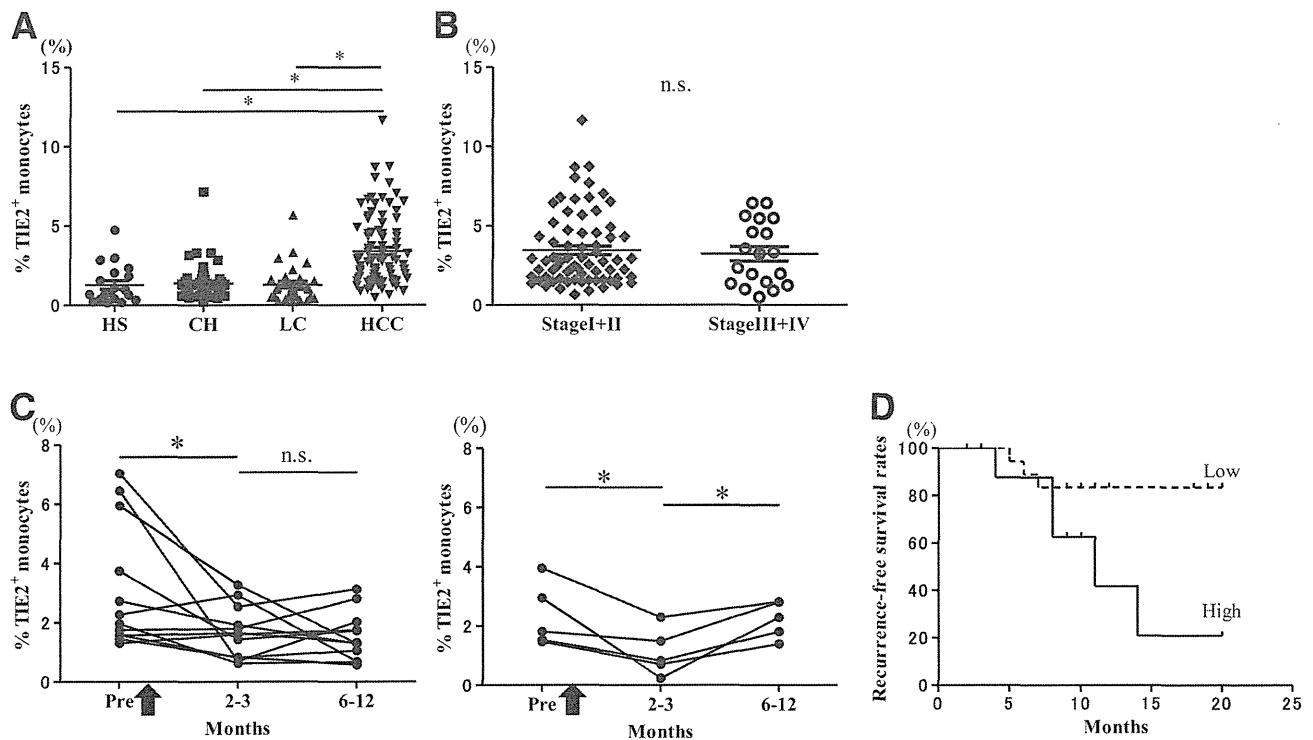 A
(%)
% TIE2+ monocytes
15
10
5
0
*
*
*
HS CH LC HCC
B
(%)
% TIE2+ monocytes
15
10
5
0
n.s.
StageI+II StageIII+IV
C
(%)
% TIE2+ monocytes
8
6
4
2
0
*
n.s.
Pre 2-3 6-12
Months
(%)
% TIE2+ monocytes
8
6
4
2
0
*
*
Pre 2-3 6-12
Months
D
(%)
Recurrence-free survival rates
100
80
60
40
20
0
Low
High
0 5 10 15 20 25
Months